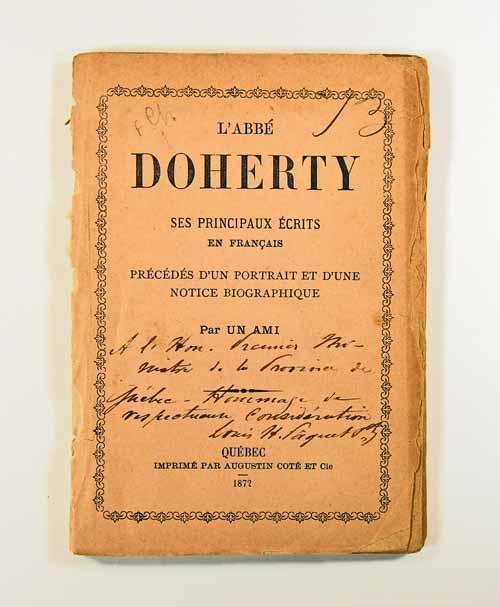 L'ABBÉ
DOHERTY
SES PRINCIPAUX ÉCRITS
EN FRANÇAIS
PRÉCÉDÉS D'UN PORTRAIT ET D'UNE
NOTICE BIOGRAPHIQUE
Par UN AMI
A l'Hon. Premier Mi-
nistre de la Province de
Québec - Hommage de
respectueuse Considération
Louis H. Paquet
QUÉBEC
IMPRIMÉ PAR AUGUSTIN COTÉ ET Cie
1872